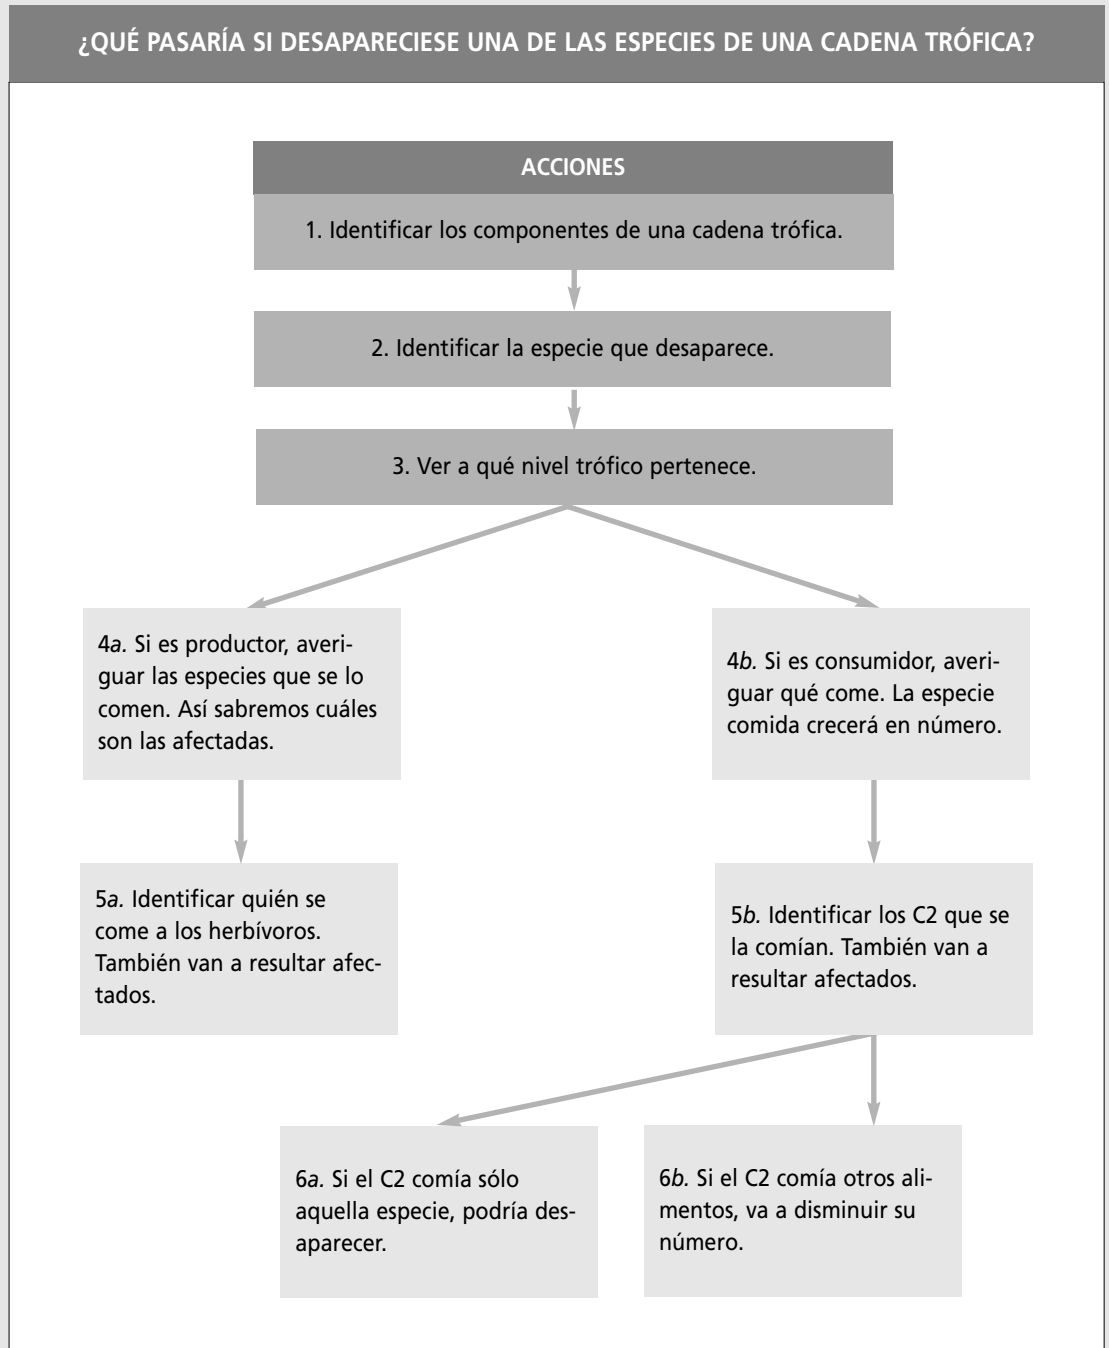 ¿QUÉ PASARÍA SI DESAPARECIESE UNA DE LAS ESPECIES DE UNA CADENA TRÓFICA?
ACCIONES
1. Identificar los componentes de una cadena trófica.
2. Identificar la especie que desaparece.
3. Ver a qué nivel trófico pertenece.
4a. Si es productor, averi-
guar las especies que se lo
comen. Así sabremos cuáles
son las afectadas.
4b. Si es consumidor, averi-
guar qué come. La especie
comida crecerá en número.
5a. Identificar quién se
come a los herbívoros.
También van a resultar afec-
tados.
5b. Identificar los C2 que se
la comían. También van a
resultar afectados.
6a. Si el C2 comía sólo
aquella especie, podría des-
aparecer.
6b. Si el C2 comía otros ali-
mentos, va a disminuir su
número.